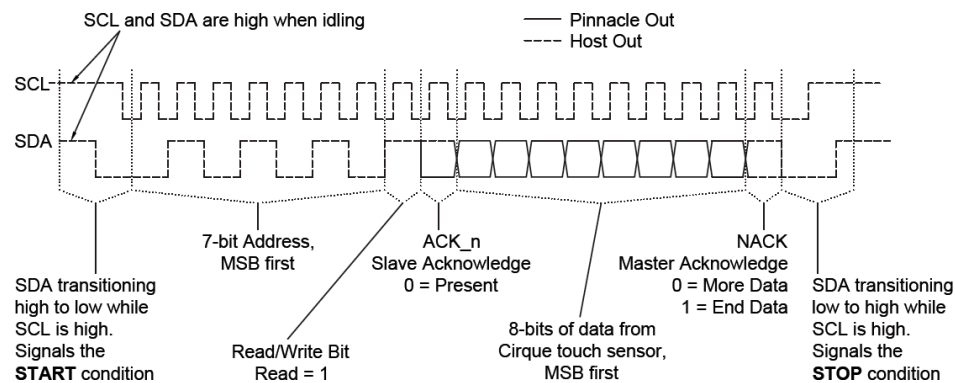 SCL and SDA are high when idling
Pinnacle Out
Host Out
SCL
SDA
7-bit Address,
MSB first
ACK_n
Slave Acknowledge
0 = Present
NACK
Master Acknowledge
0 = More Data
1 = End Data
SDA transitioning
high to low while
SCL is high.
Signals the
START condition
Read/Write Bit
Read = 1
8-bits of data from
Cirque touch sensor,
MSB first
SDA transitioning
low to high while
SCL is high.
Signals the
STOP condition